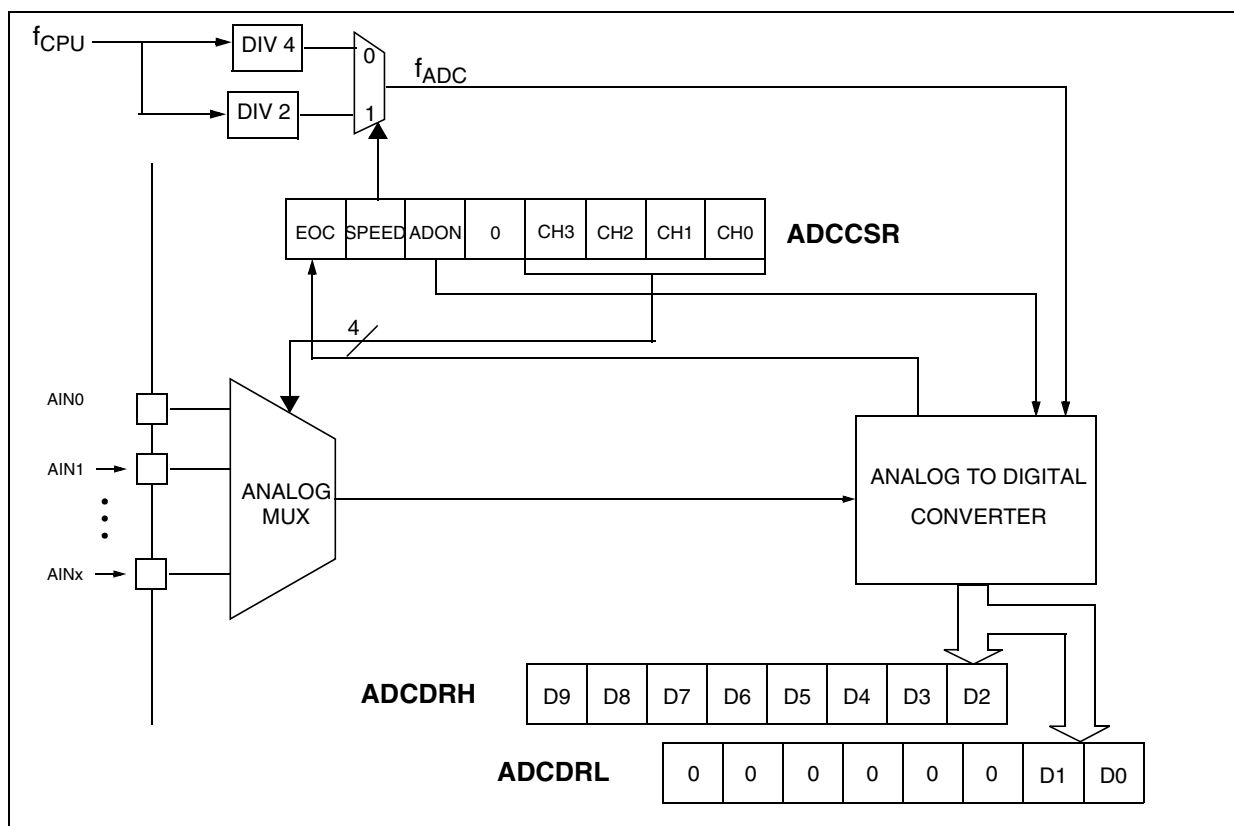 fCPU
DIV 4
0
fADC
DIV 2
1
EOC SPEED ADON 0 CH3 CH2 CH1 CH0 ADCCSR
4
AIN0
AIN1
ANALOG
MUX
AINx
ANALOG TO DIGITAL
CONVERTER
ADCDRH D9 D8 D7 D6 D5 D4 D3 D2
ADCDRL 0 0 0 0 0 0 D1 D0